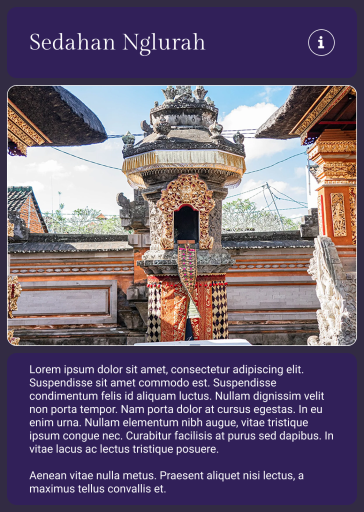 Sedahan Nglurah
Lorem ipsum dolor sit amet, consectetur adipiscing elit.
Suspendisse sit amet commodo est. Suspendisse
condimentum felis id aliquam luctus. Nullam dignissim velit
non porta tempor. Nam porta dolor at cursus egestas. In eu
enim urna. Nullam elementum nibh augue, vitae tristique
ipsum congue nec. Curabitur facilisis at purus sed dapibus. In
vitae lacus ac lectus tristique posuere.
Aenean vitae nulla metus. Praesent aliquet nisi lectus, a
maximus tellus convallis et.